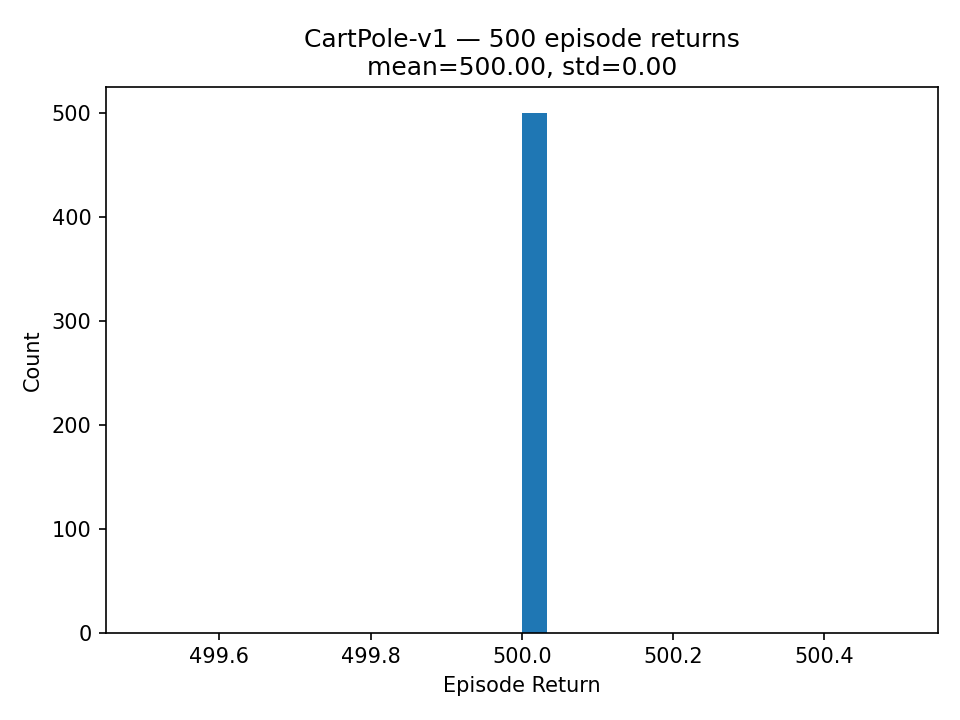 CartPole-v1 — 500 episode returns
mean=500.00, std=0.00
500
400
300
200
100
0
Count
499.6
499.8
500.0
500.2
500.4
Episode Return